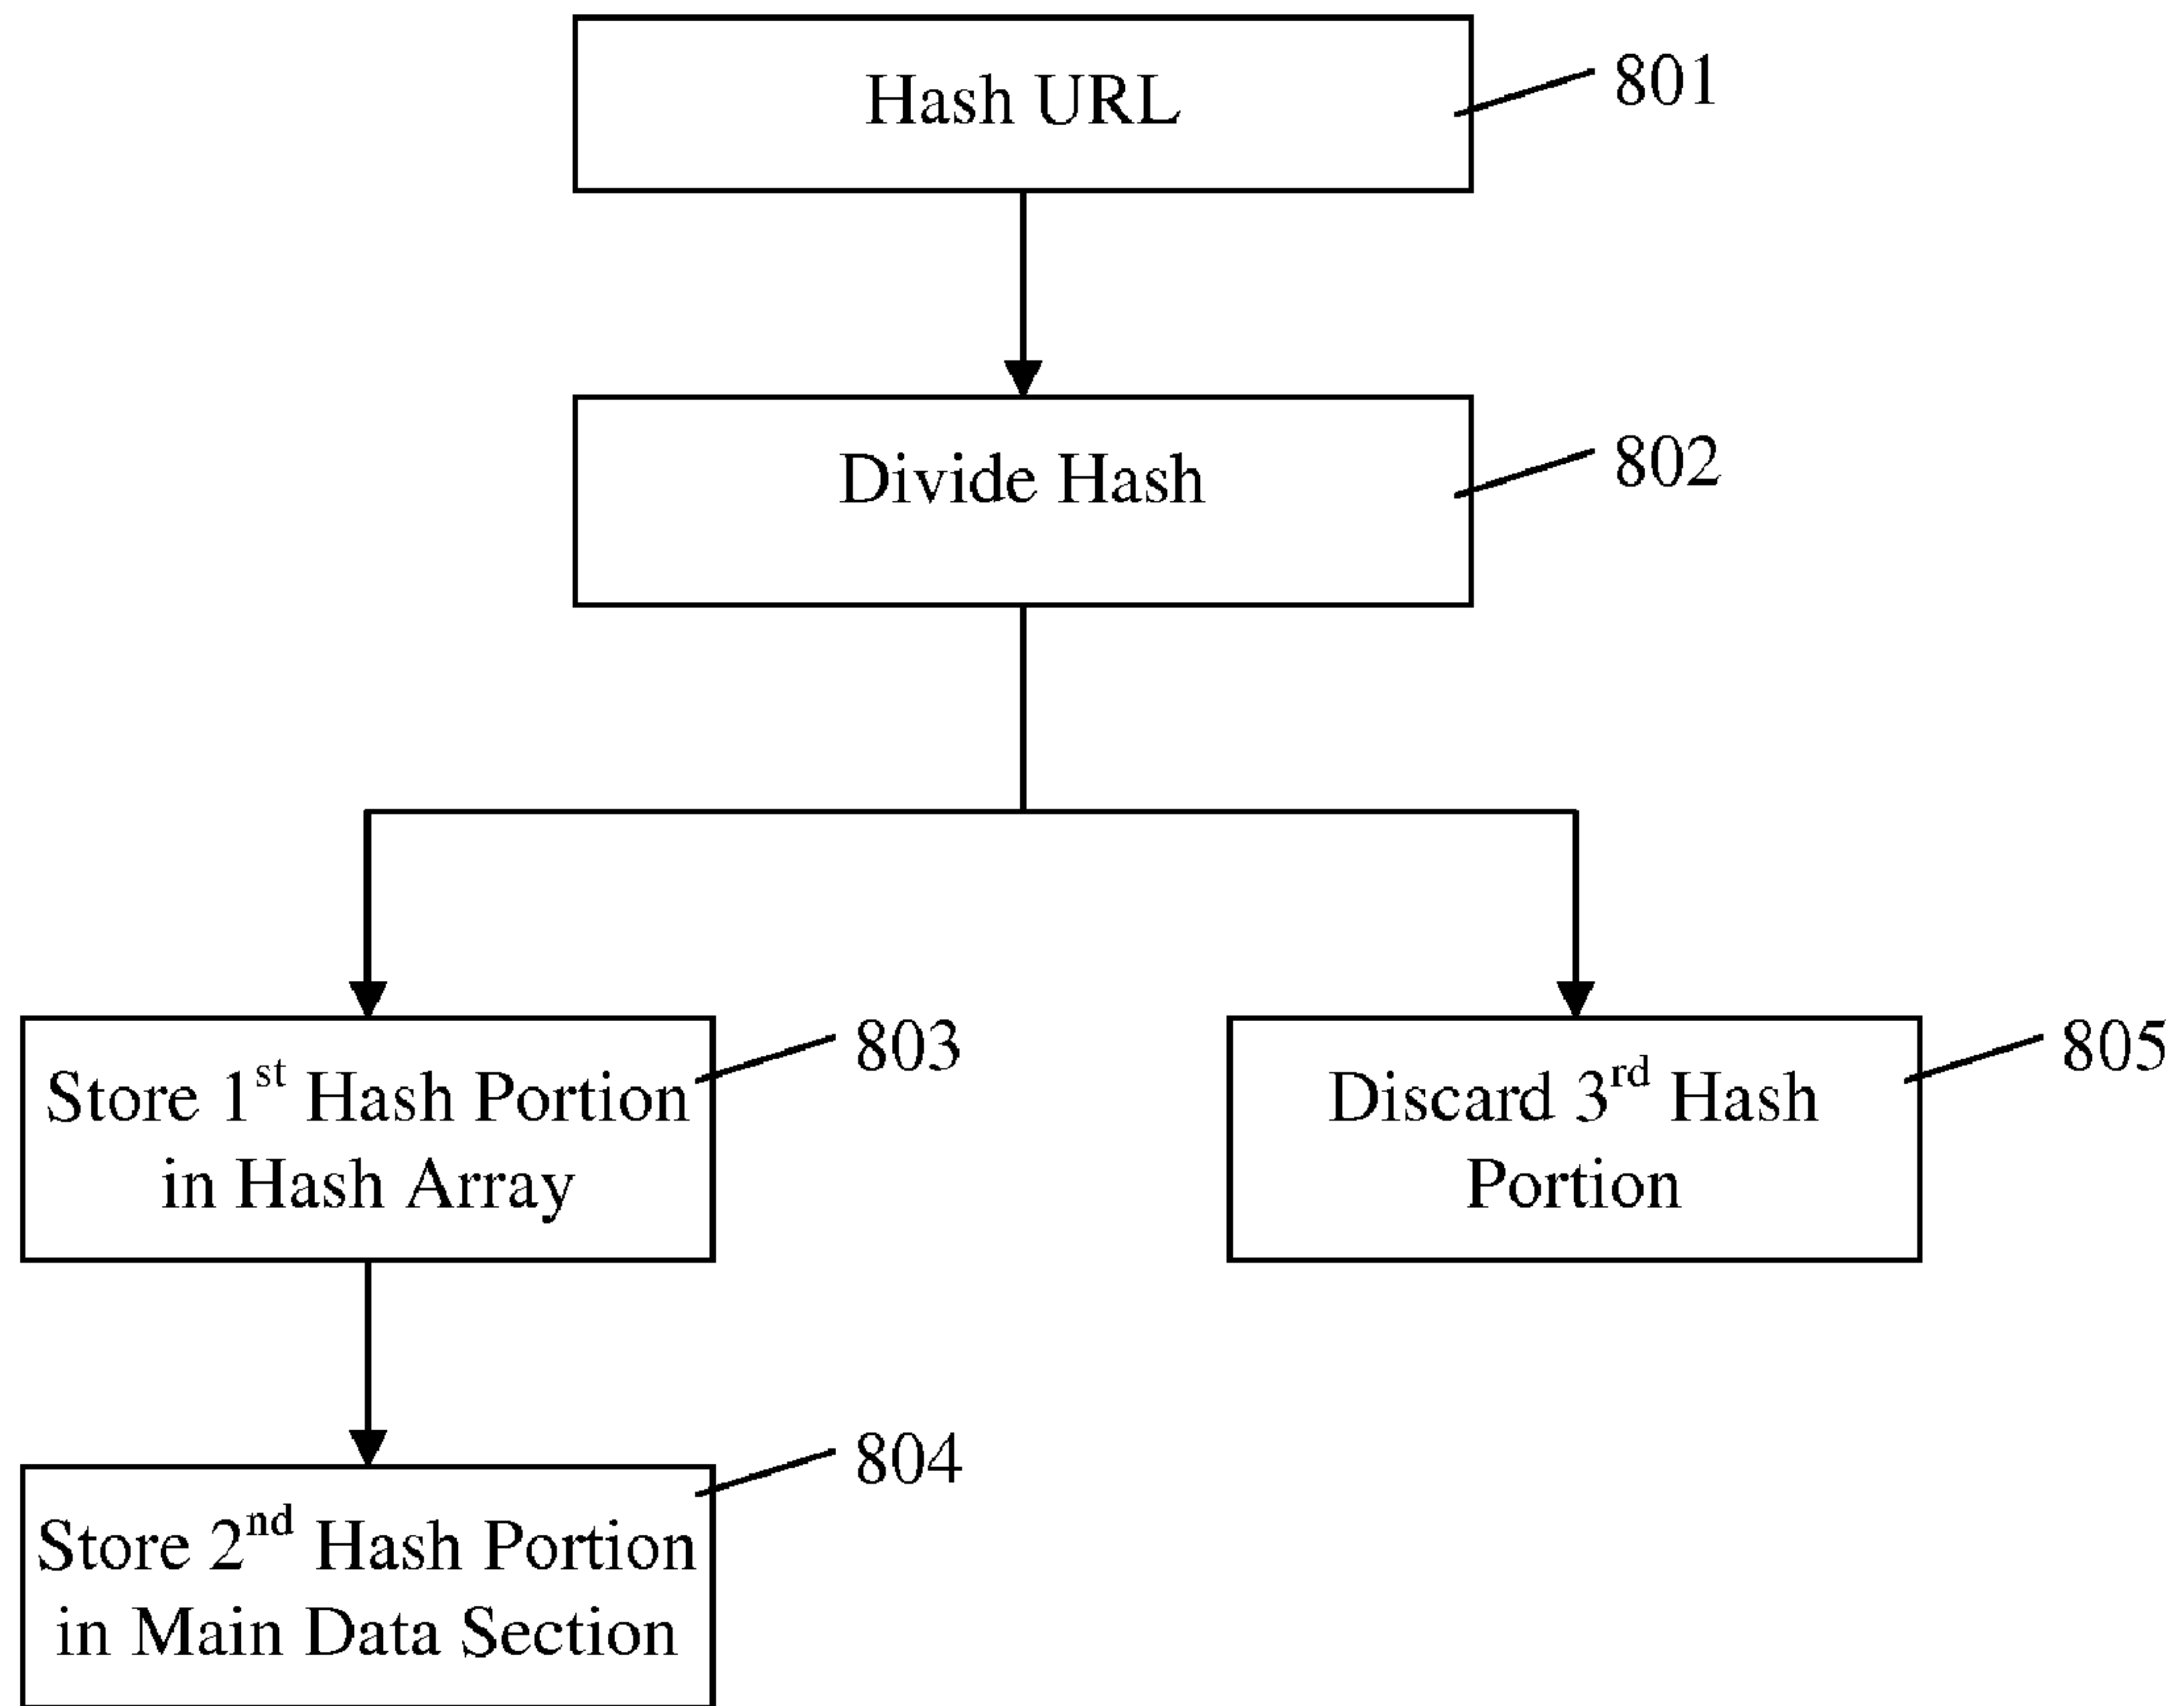 Hash URL
801
Divide Hash
802
Store 1st Hash Portion
in Hash Array
803
Discard 3rd Hash
Portion
805
Store 2nd Hash Portion
in Main Data Section
804